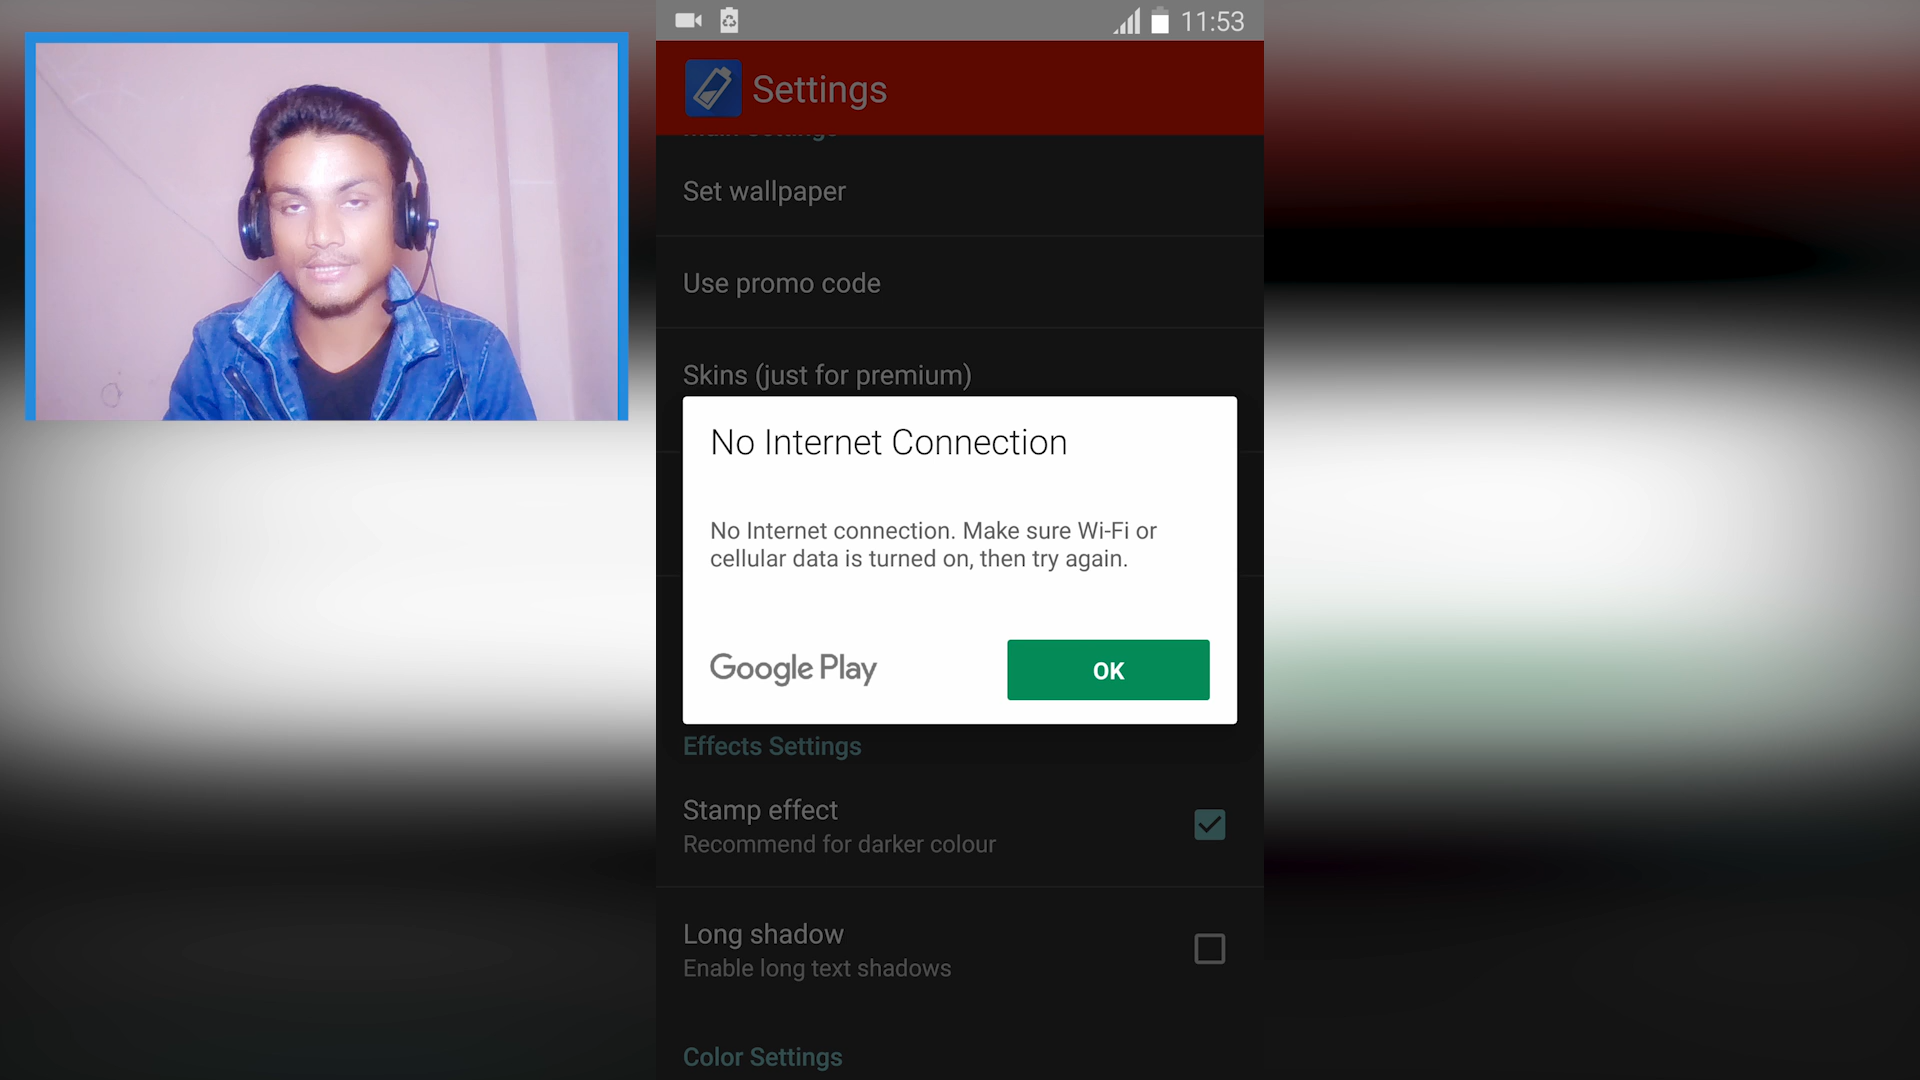 11:53
Settings
Main Settings
Set wallpaper
Use promo code
Skins (just for premium)
No Internet Connection
No Internet connection. Make sure Wi-Fi or
cellular data is turned on, then try again.
Google Play
OK
Effects Settings
Stamp effect
Recommend for darker colour
Long shadow
Enable long text shadows
Color Settings